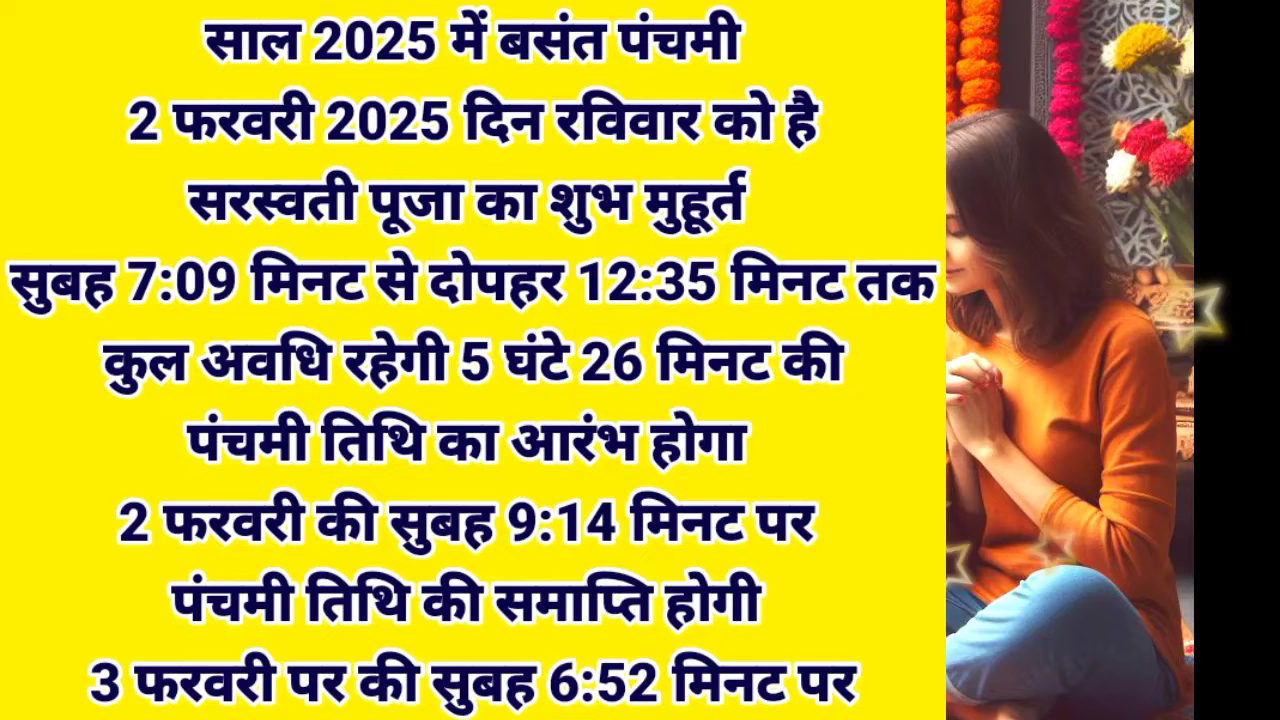 साल 2025 में बसंत पंचमी
2 फरवरी 2025 दिन रविवार को है
सरस्वती पूजा का शुभ मुहूर्त
सुबह 7:09 मिनट से दोपहर 12:35 मिनट तक
कुल अवधि रहेगी 5 घंटे 26 मिनट की
पंचमी तिथि का आरंभ होगा
2 फरवरी की सुबह 9:14 मिनट पर
पंचमी तिथि की समाप्ति होगी
3 फरवरी पर की सुबह 6:52 मिनट पर